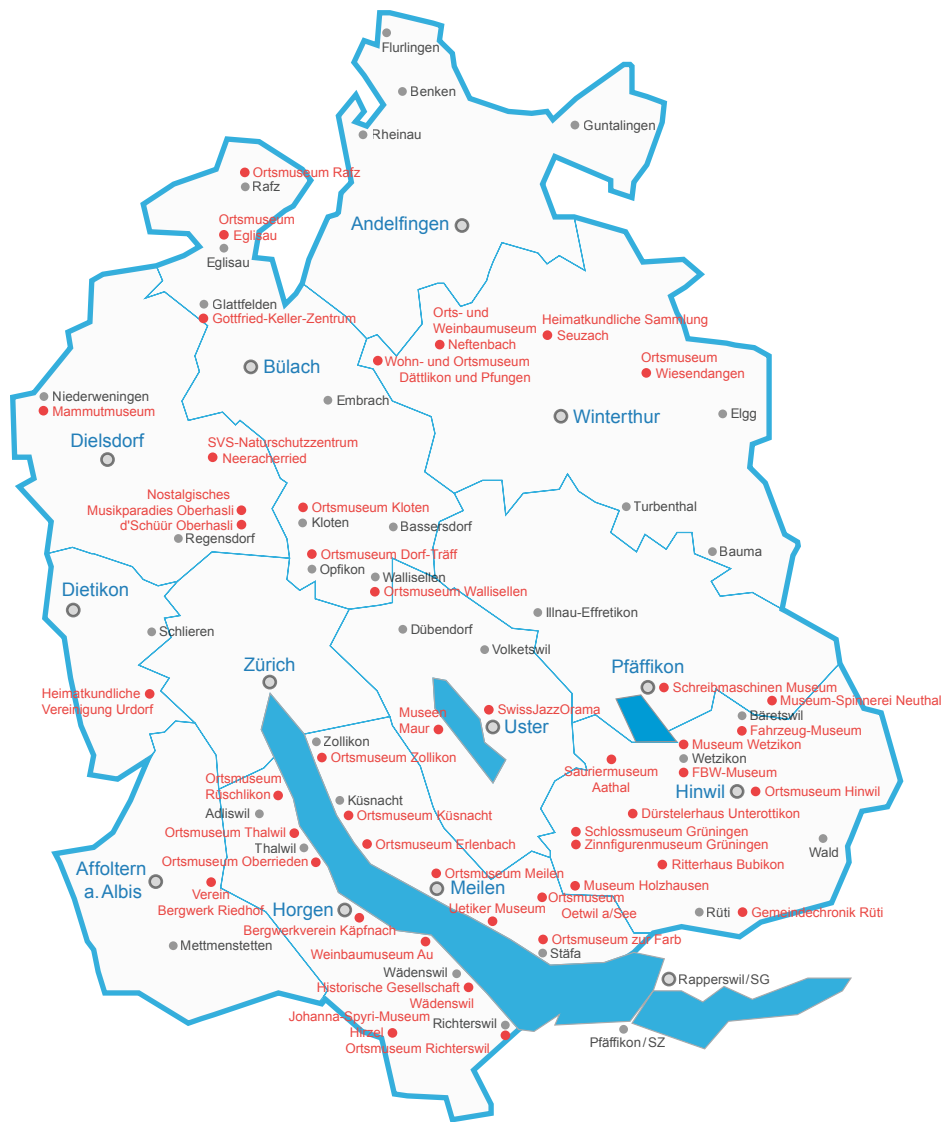 Flurlingen
Benken
Guntalingen
Rheinau
Ortsmuseum Rafz
Rafz
Ortsmuseum
Eglisau
Eglisau
Andelfingen
Glattfelden
Gottfried-Keller-Zentrum
Orts- und
Weinbaumuseum
Neftenbach
Heimatkundliche Sammlung
Seuzach
Ortsmuseum
Wiesendangen
Wohn- und Ortsmuseum
Dättlikon und Pfungen
Bülach
Niederweningen
Mammutmuseum
Embrach
Winterthur
Elgg
Dielsdorf
SVS-Naturschutzzentrum
Neeracherried
Nostalgisches
Musikparadies Oberhasli
d'Schüür Oberhasli
Regensdorf
Ortsmuseum Kloten
Kloten
Bassersdorf
Turbenthal
Bauma
Ortsmuseum Dorf-Träff
Opfikon
Wallisellen
Ortsmuseum Wallisellen
Dietikon
Schlieren
Illnau-Effretikon
Dübendorf
Volketswil
Zürich
Pfäffikon
Schreibmaschinen Museum
Museum-Spinnerei Neuthal
Heimatkundliche
Vereinigung Urdorf
Museen
Maur
SwissJazzOrama
Uster
Bäretswil
Fahrzeug-Museum
Zollikon
Ortsmuseum Zollikon
Museum Wetzikon
Wetzikon
FBW-Museum
Sauriermuseum
Aathal
Hinwil
Ortsmuseum Hinwil
Ortsmuseum
Rüschlikon
Adliswil
Küsnacht
Ortsmuseum Küsnacht
Dürstelerhaus Unterottikon
Ortsmuseum Thalwil
Thalwil
Ortsmuseum Erlenbach
Schlossmuseum Grüningen
Zinnfigurenmuseum Grüningen
Wald
Ortsmuseum Oberrieden
Ritterhaus Bubikon
Affoltern
a. Albis
Ortsmuseum Meilen
Meilen
Museum Holzhausen
Verein
Bergwerk Riedhof
Ortsmuseum
Oetwil a/See
Horgen
Uetiker Museum
Rüti
Gemeindechronik Rüti
Bergwerkverein Käpfnach
Mettmenstetten
Weinbaumuseum Au
Ortsmuseum zur Farb
Stäfa
Wädenswil
Historische Gesellschaft
Wädenswil
Rapperswil/SG
Johanna-Spyri-Museum
Hirzel
Richterswil
Ortsmuseum Richterswil
Pfäffikon/SZ